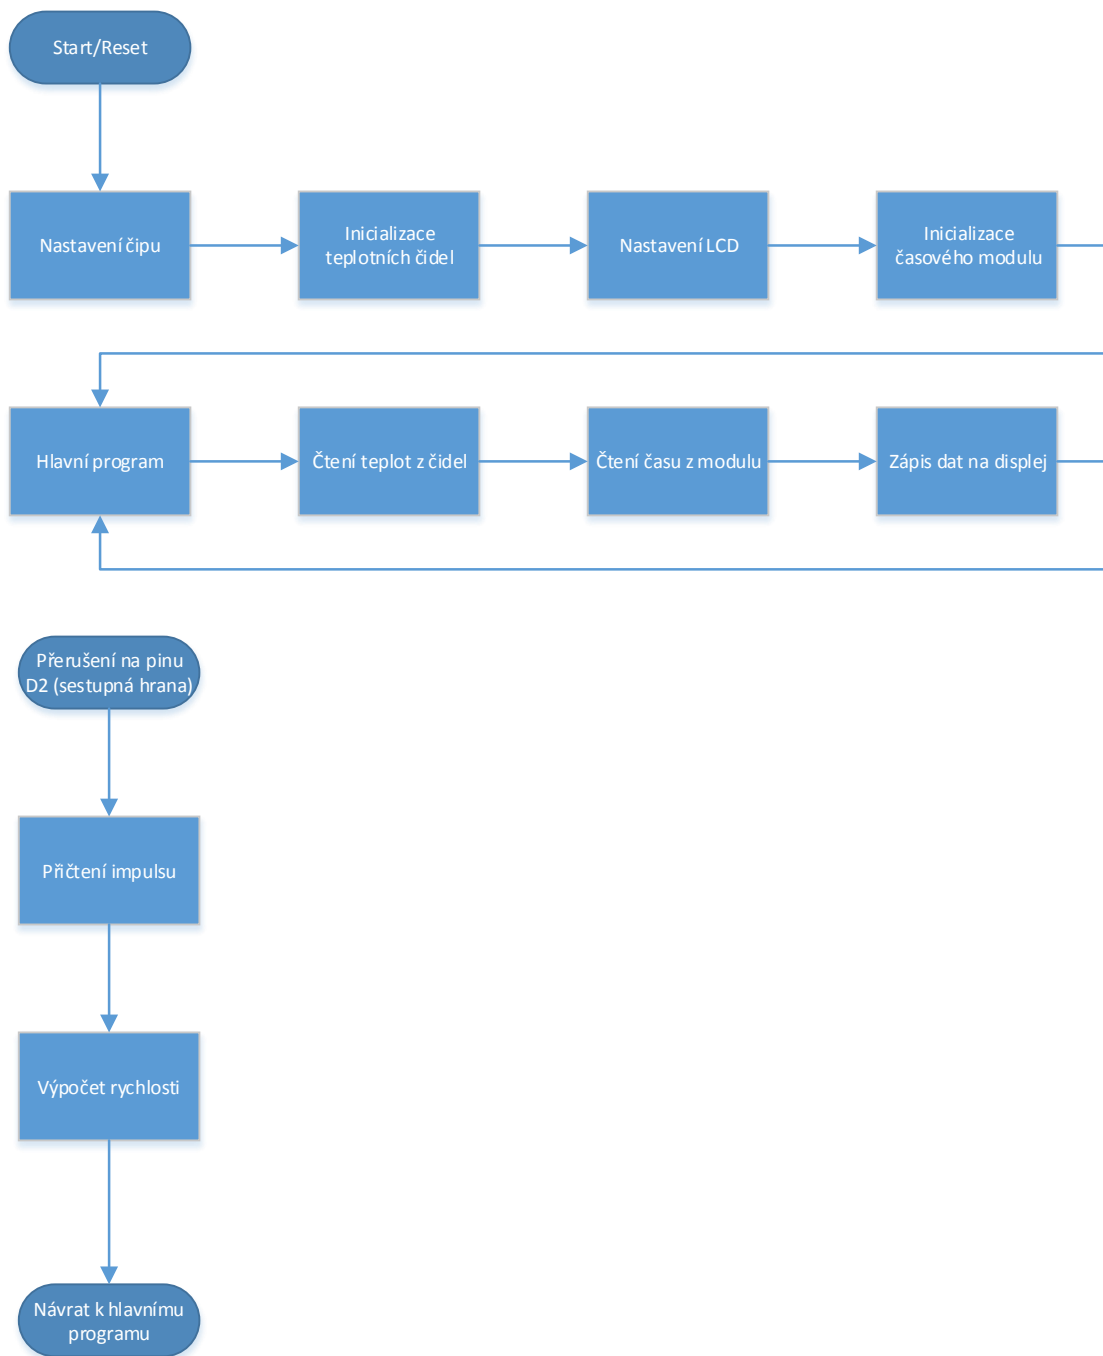 Start/Reset
Nastavení čipu
Inicializace
teplotních čidel
Nastavení LCD
Inicializace
časového modulu
Hlavní program
Čtení teplot z čidel
Čtení času z modulu
Zápis dat na displej
Přerušení na pinu
D2 (sestupná hrana)
Přičtení impulsu
Výpočet rychlosti
Návrat k hlavnímu
programu